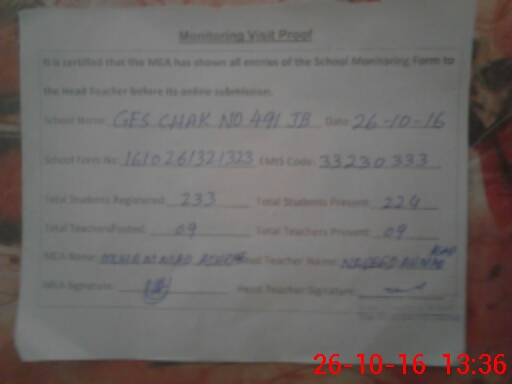 Monitoring Visit Proof
It is certified that the MEA has shown all entries of the School Monitoring Form to
the Head Teacher before its online submission.
School Name: GES CHAK NO 491 JB Date: 26-10-16
School Form No: 1610261321323 EMIS Code: 33230333
Total Students Registered: 233 Total Students Present: 224
Total Teachers Posted: 09 Total Teachers Present: 09
MEA Name: MUHAMMAD Head Teacher Name: NAVEED AHMAD
MEA Signature: Head Teacher Signature:
26-10-16 13:36